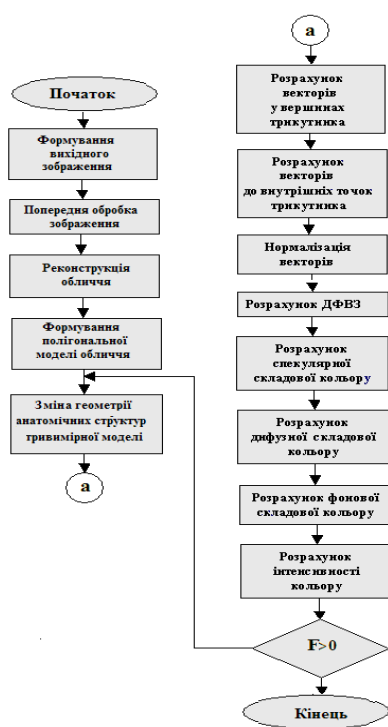 Початок
Формування
вихідного
зображення
Попередня обробка
зображення
Реконструкція
обличчя
Формування
полігональної
моделі обличчя
Зміна геометрії
анатомічних структур
тривимірної моделі
а
а
Розрахунок
векторів
у вершинах
трикутника
Розрахунок
векторів
до внутрішніх точок
трикутника
Нормалізація
векторів
Розрахунок ДФВЗ
Розрахунок
спекулярної
складової кольору
Розрахунок
дифузної складової
кольору
Розрахунок фонової
складової кольору
Розрахунок
інтенсивності
кольору
F>0
Кінець